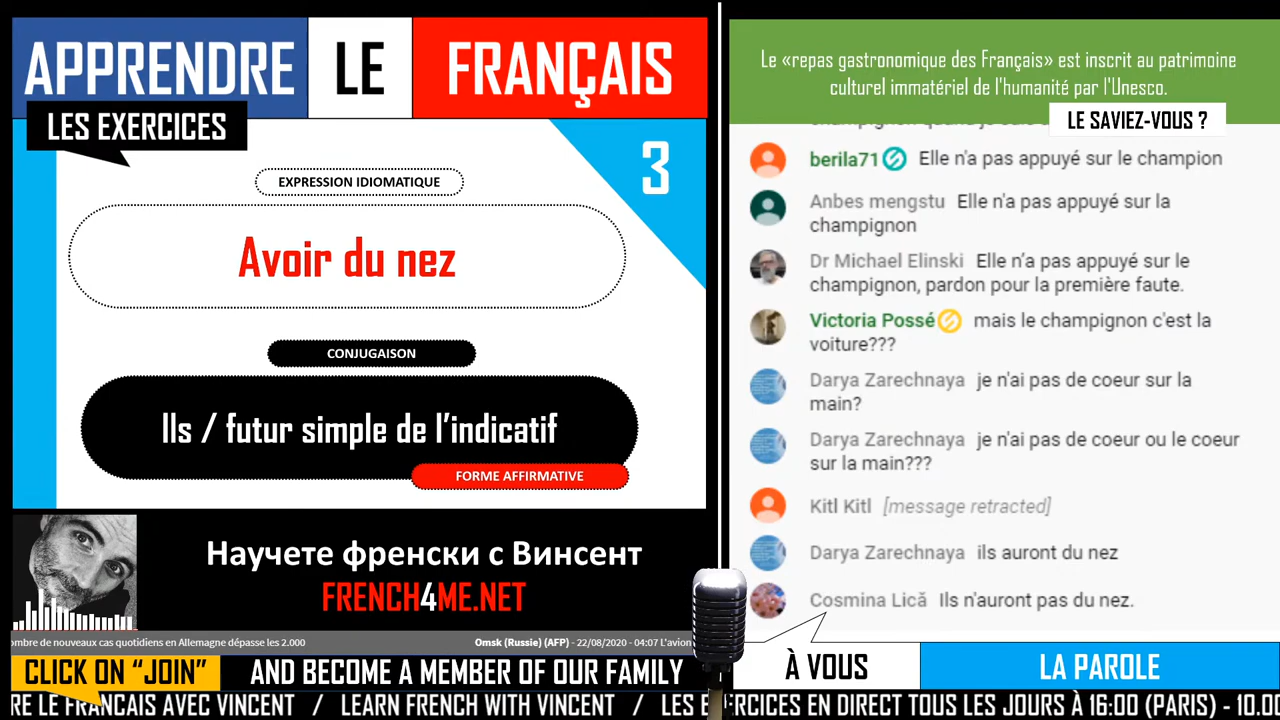 APPRENDRE LE FRANÇAIS
LES EXERCICES
3
EXPRESSION IDIOMATIQUE
Avoir du nez
CONJUGAISON
Ils / futur simple de l'indicatif
FORME AFFIRMATIVE
Научете френски с Винсент
FRENCH4ME.NET
de nouveaux cas quotidiens en Allemagne dépasse les 2.000
Omsk (Russie) (AFP) - 22/08/2020 - 04:07 L'avion
CLICK ON "JOIN" AND BECOME A MEMBER OF OUR FAMILY
Le «repas gastronomique des Français» est inscrit au patrimoine
culturel immatériel de l'humanité par l'Unesco.
LE SAVIEZ-VOUS ?
berila71 Elle n'a pas appuyé sur le champion
Anbes mengstu Elle n'a pas appuyé sur la
champignon
Dr Michael Elinski Elle n'a pas appuyé sur le
champignon, pardon pour la première faute.
Victoria Possé mais le champignon c'est la
voiture???
Darya Zarechnaya je n'ai pas de coeur sur la
main?
Darya Zarechnaya je n'ai pas de coeur ou le coeur
sur la main???
Kitl Kitl [message retracted]
Darya Zarechnaya ils auront du nez
Cosmina Lică Ils n'auront pas du nez.
À VOUS LA PAROLE
RE LE FRANÇAIS AVEC VINCENT / LEARN FRENCH WITH VINCENT / LES EXERCICES EN DIRECT TOUS LES JOURS À 16:00 (PARIS) - 10.00